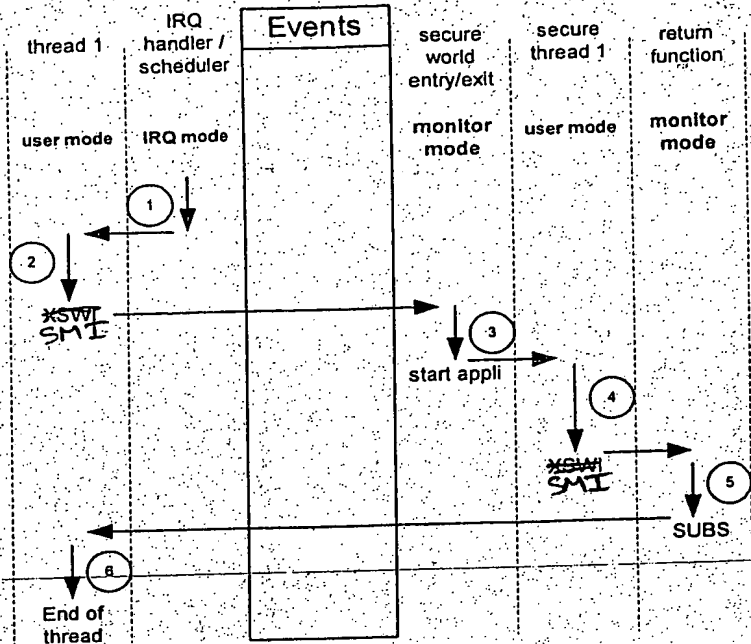 thread 1
IRQ
handler /
scheduler
Events
secure
world
entry/exit
secure
thread 1
return
function
user mode
IRQ mode
monitor
mode
user mode
monitor
mode
1
2
XSWI
SMI
3
start appli
4
XSWI
SMI
5
SUBS
6
End of
thread